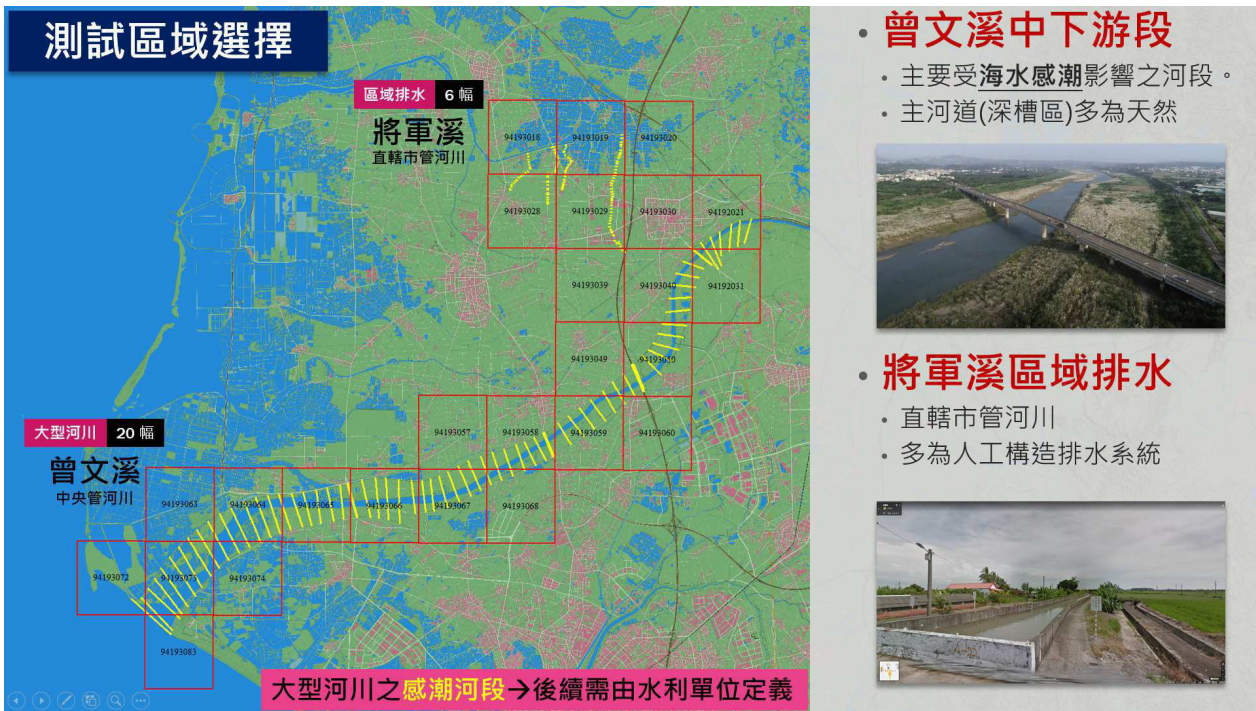 測試區域選擇
區域排水 6 幅
將軍溪
直轄市管河川
94193018
94193019
94193020
94193028
94193029
94193030
94192021
94193039
94193040
94192031
94193049
94193050
94193057
94193058
94193059
94193060
大型河川 20 幅
曾文溪
中央管河川
94193063
94193064
94193065
94193066
94193067
94193068
94193072
94193073
94193074
94193083
大型河川之感潮河段→後續需由水利單位定義
• 曾文溪中下游段
• 主要受海水感潮影響之河段。
• 主河道(深槽區)多為天然
• 將軍溪區域排水
• 直轄市管河川
• 多為人工構造排水系統